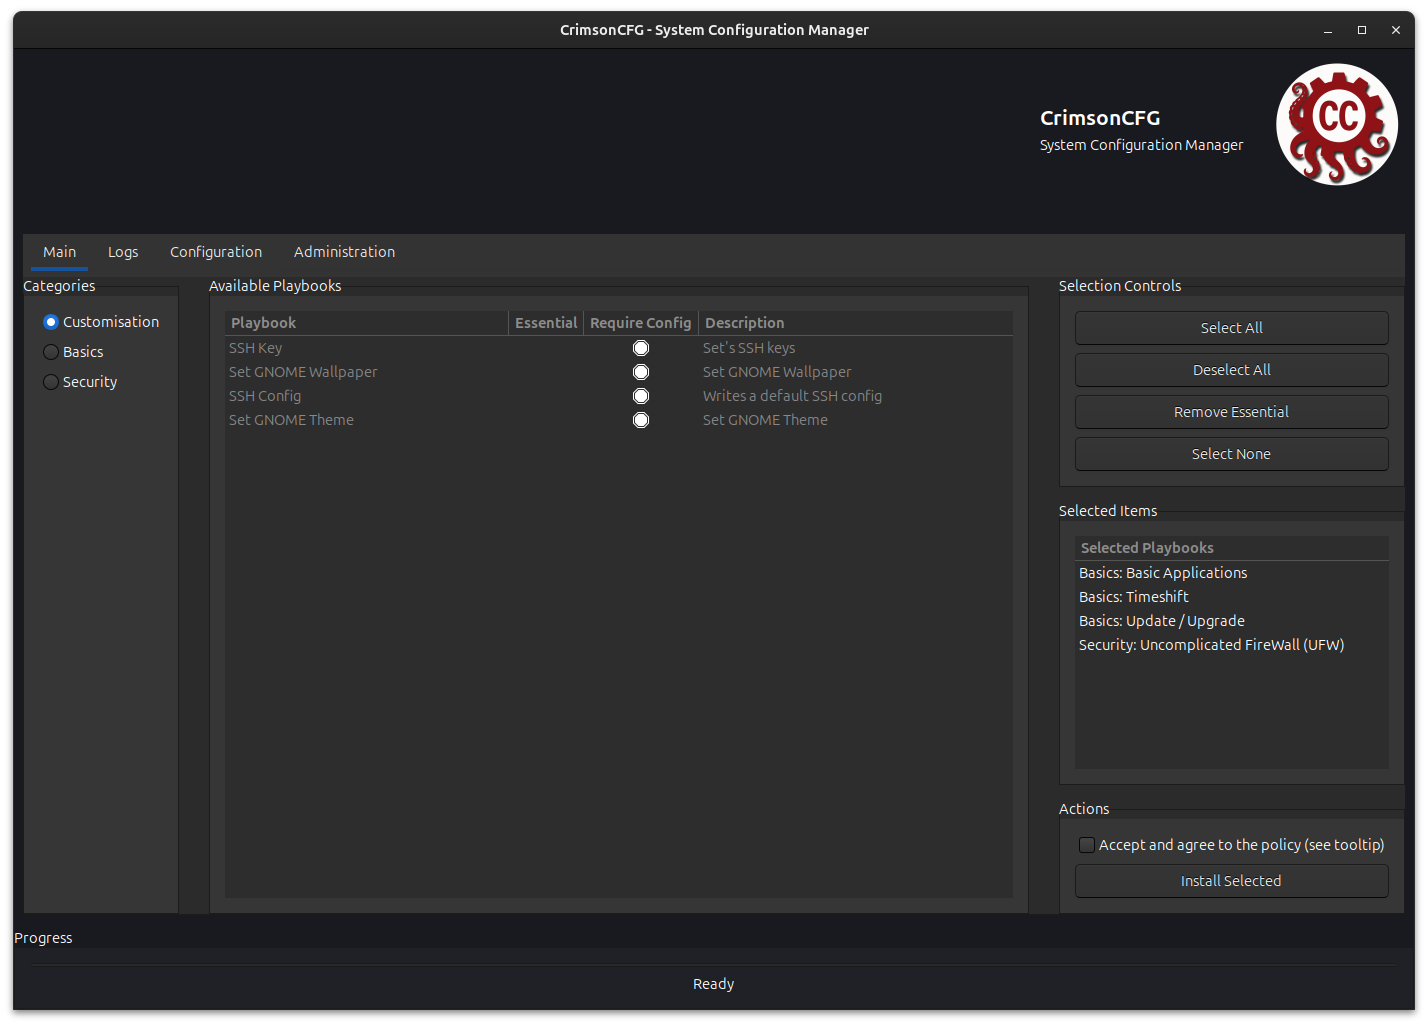 CrimsonCFG - System Configuration Manager
CrimsonCFG
System Configuration Manager
CC
Main Logs Configuration Administration
Categories
Customisation
Basics
Security
Available Playbooks
Playbook Essential Require Config Description
SSH Key Set's SSH keys
Set GNOME Wallpaper Set GNOME Wallpaper
SSH Config Writes a default SSH config
Set GNOME Theme Set GNOME Theme
Selection Controls
Select All
Deselect All
Remove Essential
Select None
Selected Items
Selected Playbooks
Basics: Basic Applications
Basics: Timeshift
Basics: Update / Upgrade
Security: Uncomplicated FireWall (UFW)
Actions
Accept and agree to the policy (see tooltip)
Install Selected
Progress
Ready